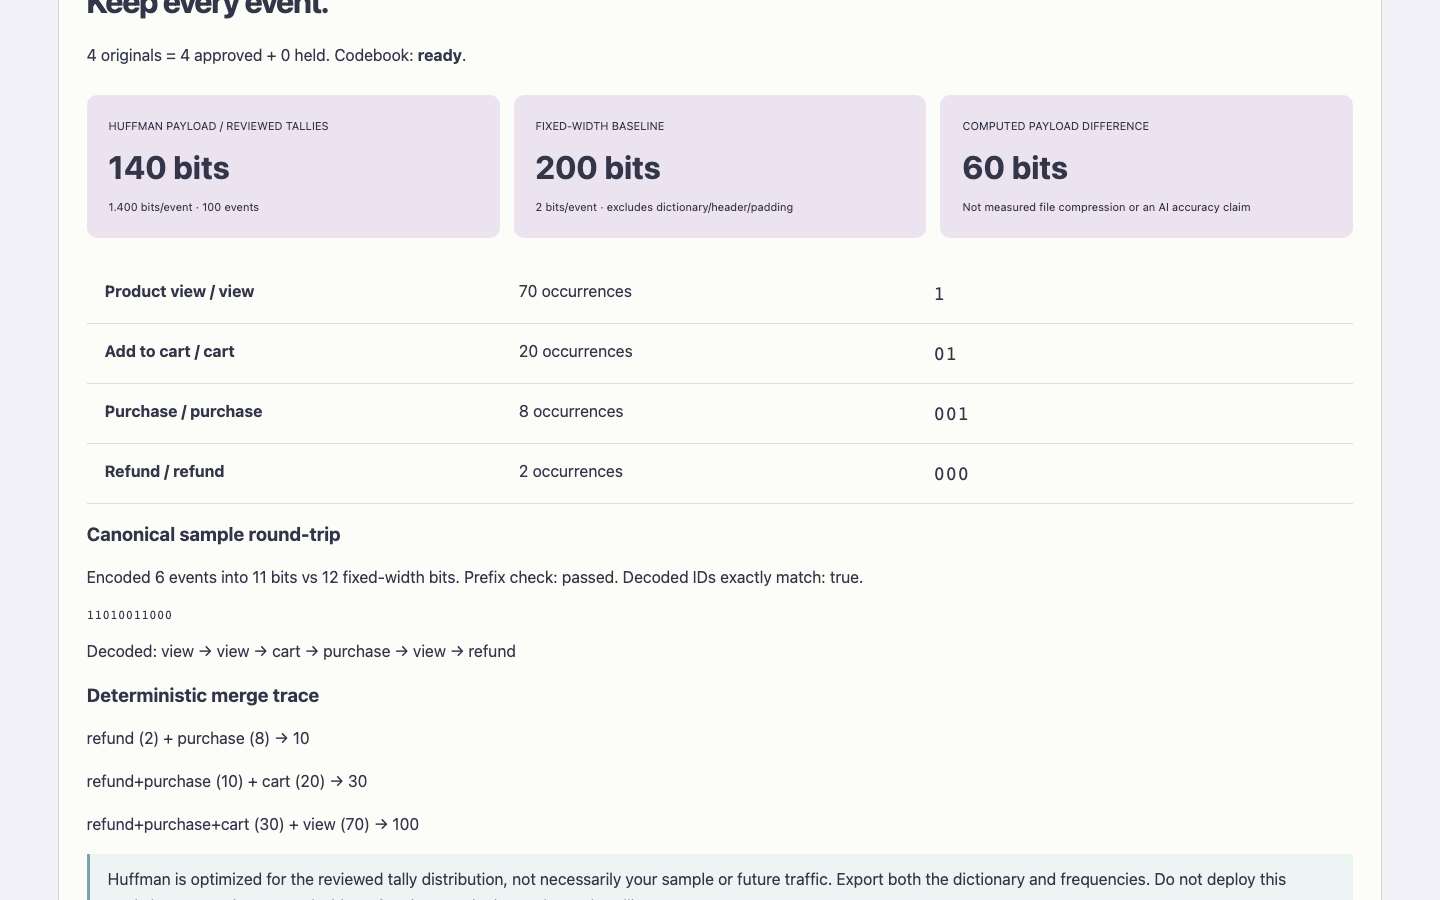 Keep every event.
4 originals = 4 approved + 0 held. Codebook: ready.
HUFFMAN PAYLOAD / REVIEWED TALLIES
140 bits
1.400 bits/event · 100 events
FIXED-WIDTH BASELINE
200 bits
2 bits/event · excludes dictionary/header/padding
COMPUTED PAYLOAD DIFFERENCE
60 bits
Not measured file compression or an AI accuracy claim
Product view / view 70 occurrences 1
Add to cart / cart 20 occurrences 01
Purchase / purchase 8 occurrences 001
Refund / refund 2 occurrences 000
Canonical sample round-trip
Encoded 6 events into 11 bits vs 12 fixed-width bits. Prefix check: passed. Decoded IDs exactly match: true.
11010011000
Decoded: view → view → cart → purchase → view → refund
Deterministic merge trace
refund (2) + purchase (8) → 10
refund+purchase (10) + cart (20) → 30
refund+purchase+cart (30) + view (70) → 100
Huffman is optimized for the reviewed tally distribution, not necessarily your sample or future traffic. Export both the dictionary and frequencies. Do not deploy this